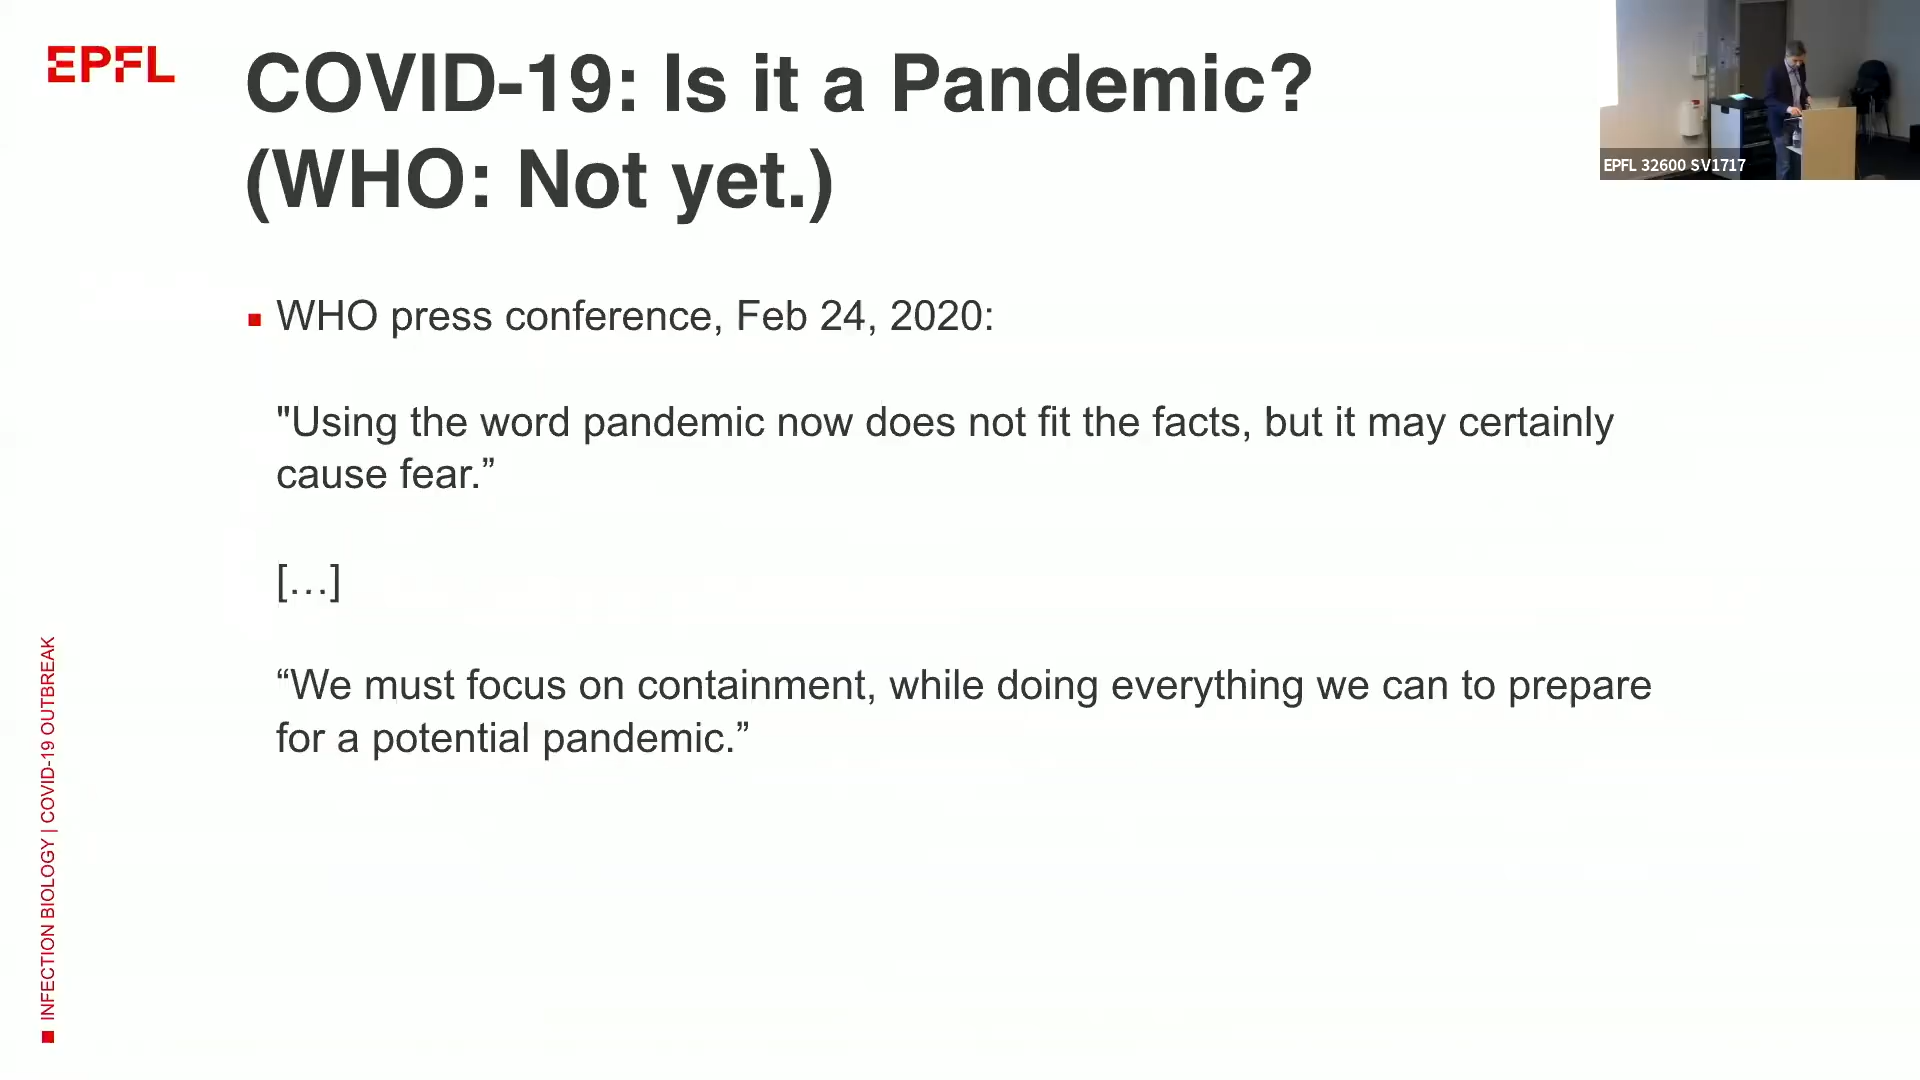 EPFL
COVID-19: Is it a Pandemic?
(WHO: Not yet.)
EPFL 32600 SV1717
▪ WHO press conference, Feb 24, 2020:
"Using the word pandemic now does not fit the facts, but it may certainly
cause fear.”
[…]
“We must focus on containment, while doing everything we can to prepare
for a potential pandemic.”
■ INFECTION BIOLOGY | COVID-19 OUTBREAK